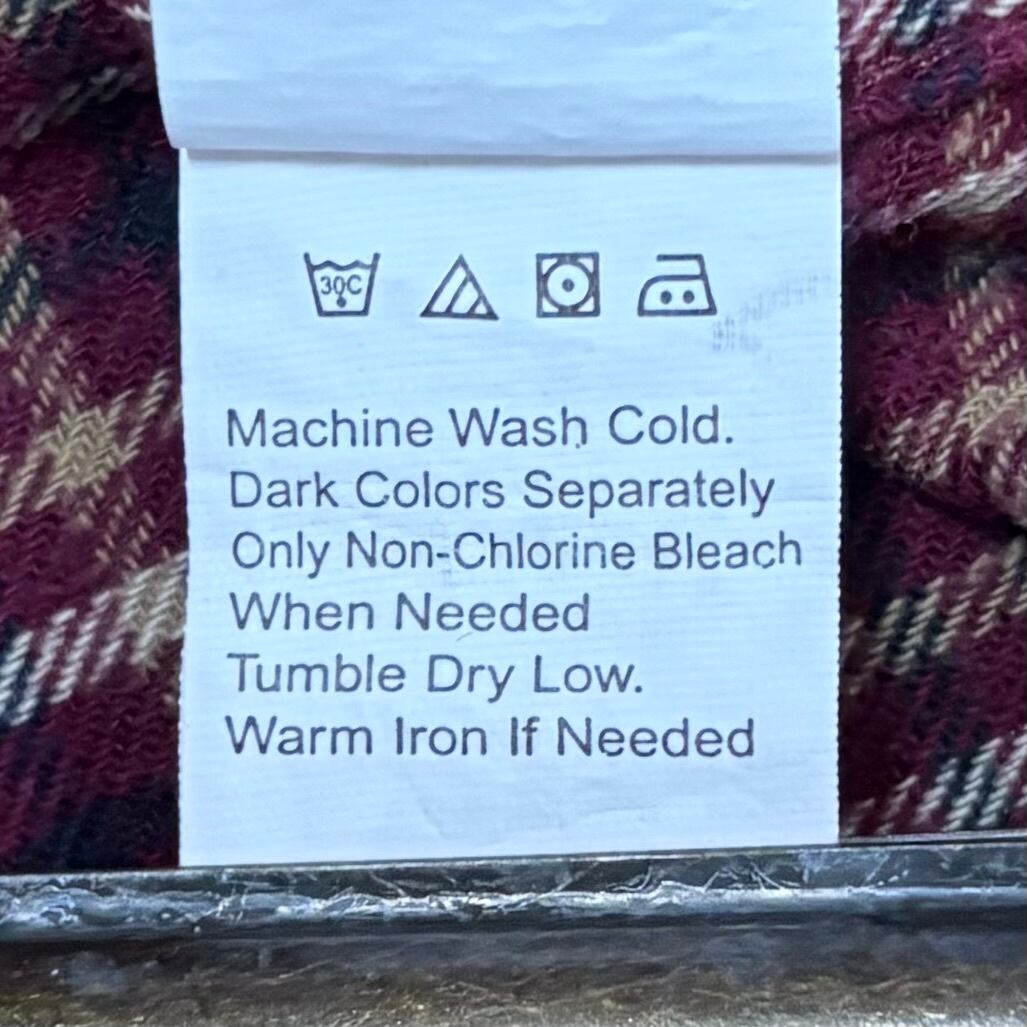 30C
Machine Wash Cold.
Dark Colors Separately
Only Non-Chlorine Bleach
When Needed
Tumble Dry Low.
Warm Iron If Needed